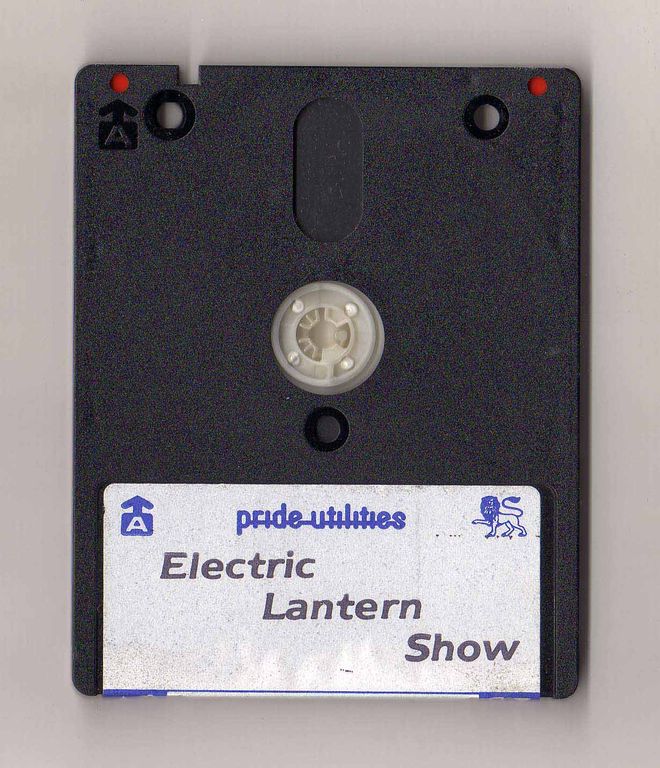 A
A
pride utilities
Electric
Lantern
Show